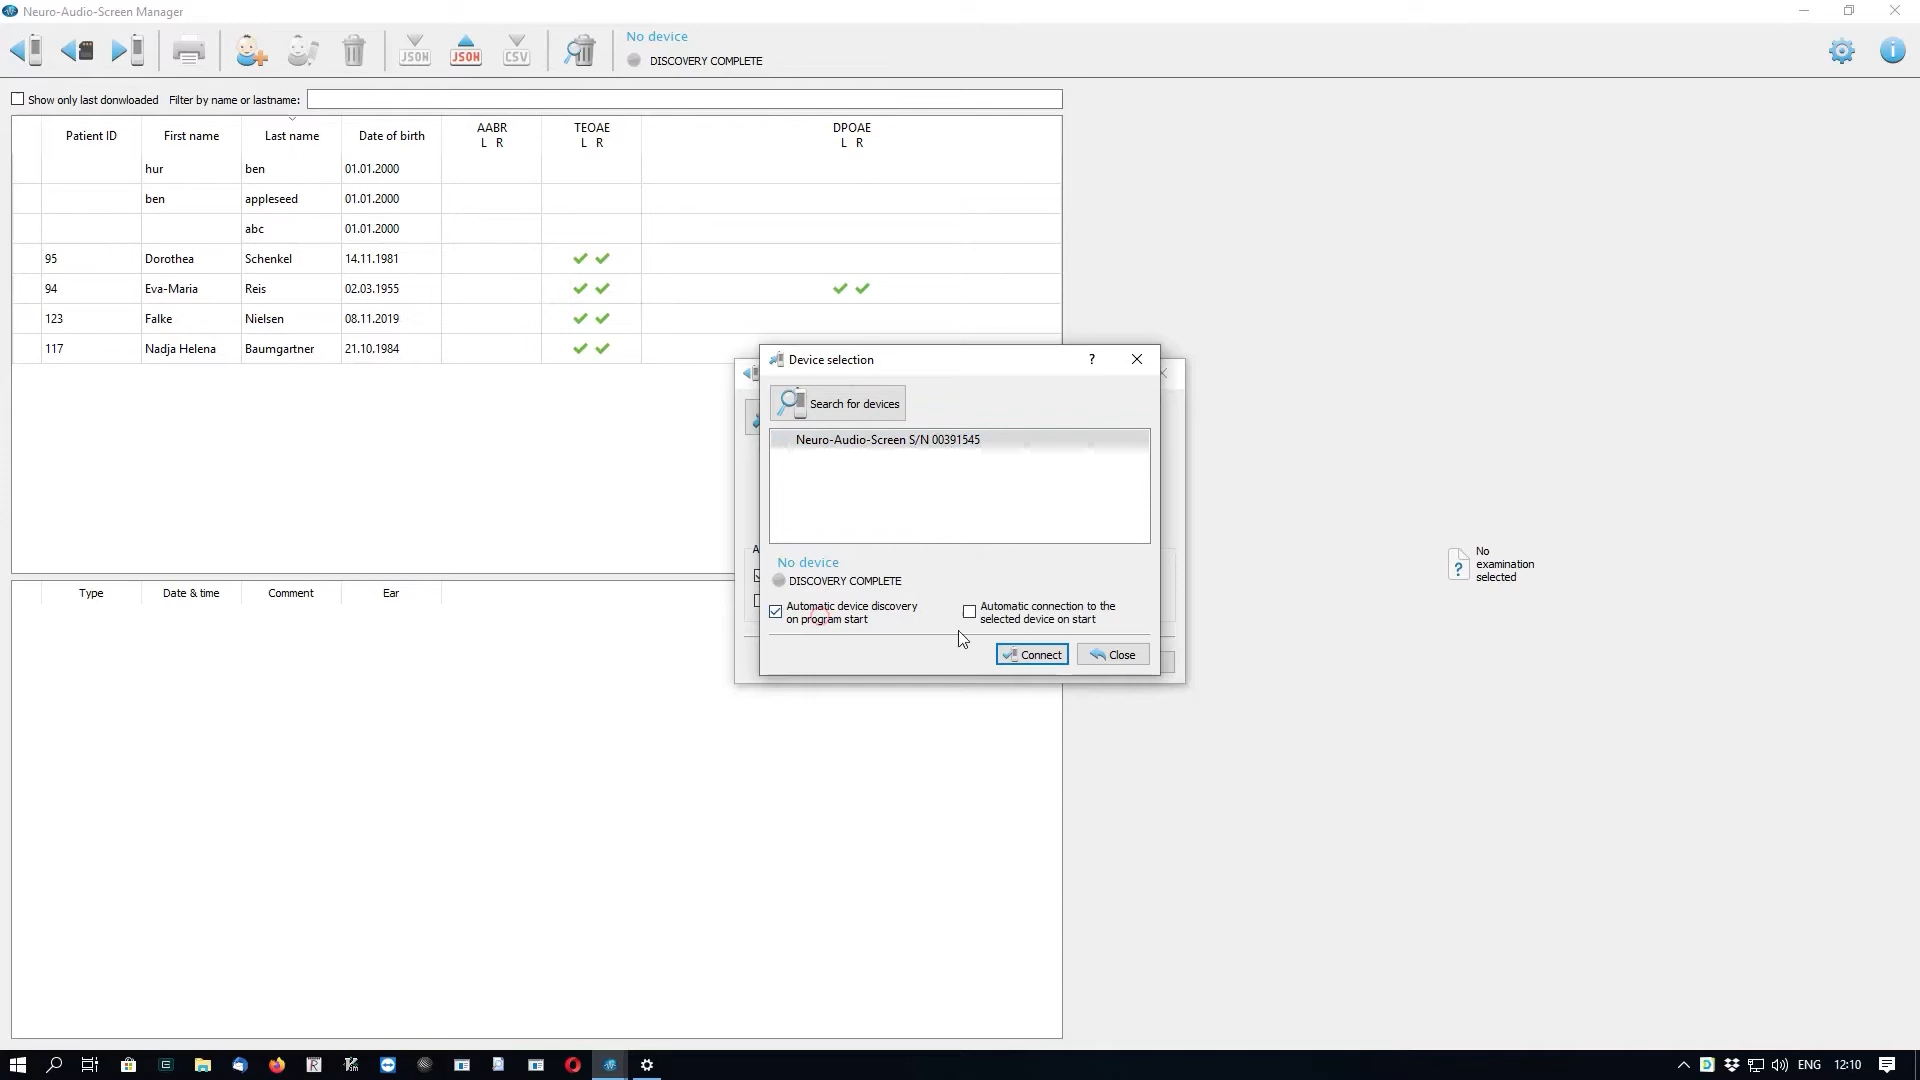 Neuro-Audio-Screen Manager
JSON JSON CSV
No device
DISCOVERY COMPLETE
Show only last donwloaded Filter by name or lastname:
Patient ID First name Last name Date of birth AABR TEOAE DPOAE
L R L R L R
hur ben 01.01.2000
ben appleseed 01.01.2000
abc 01.01.2000
95 Dorothea Schenkel 14.11.1981
94 Eva-Maria Reis 02.03.1955
123 Falke Nielsen 08.11.2019
117 Nadja Helena Baumgartner 21.10.1984
Device selection ?
Search for devices
Neuro-Audio-Screen S/N 00391545
No device
DISCOVERY COMPLETE
Automatic device discovery
on program start
Automatic connection to the
selected device on start
Connect Close
A
No
examination
selected
Type Date & time Comment Ear
ENG 12:10